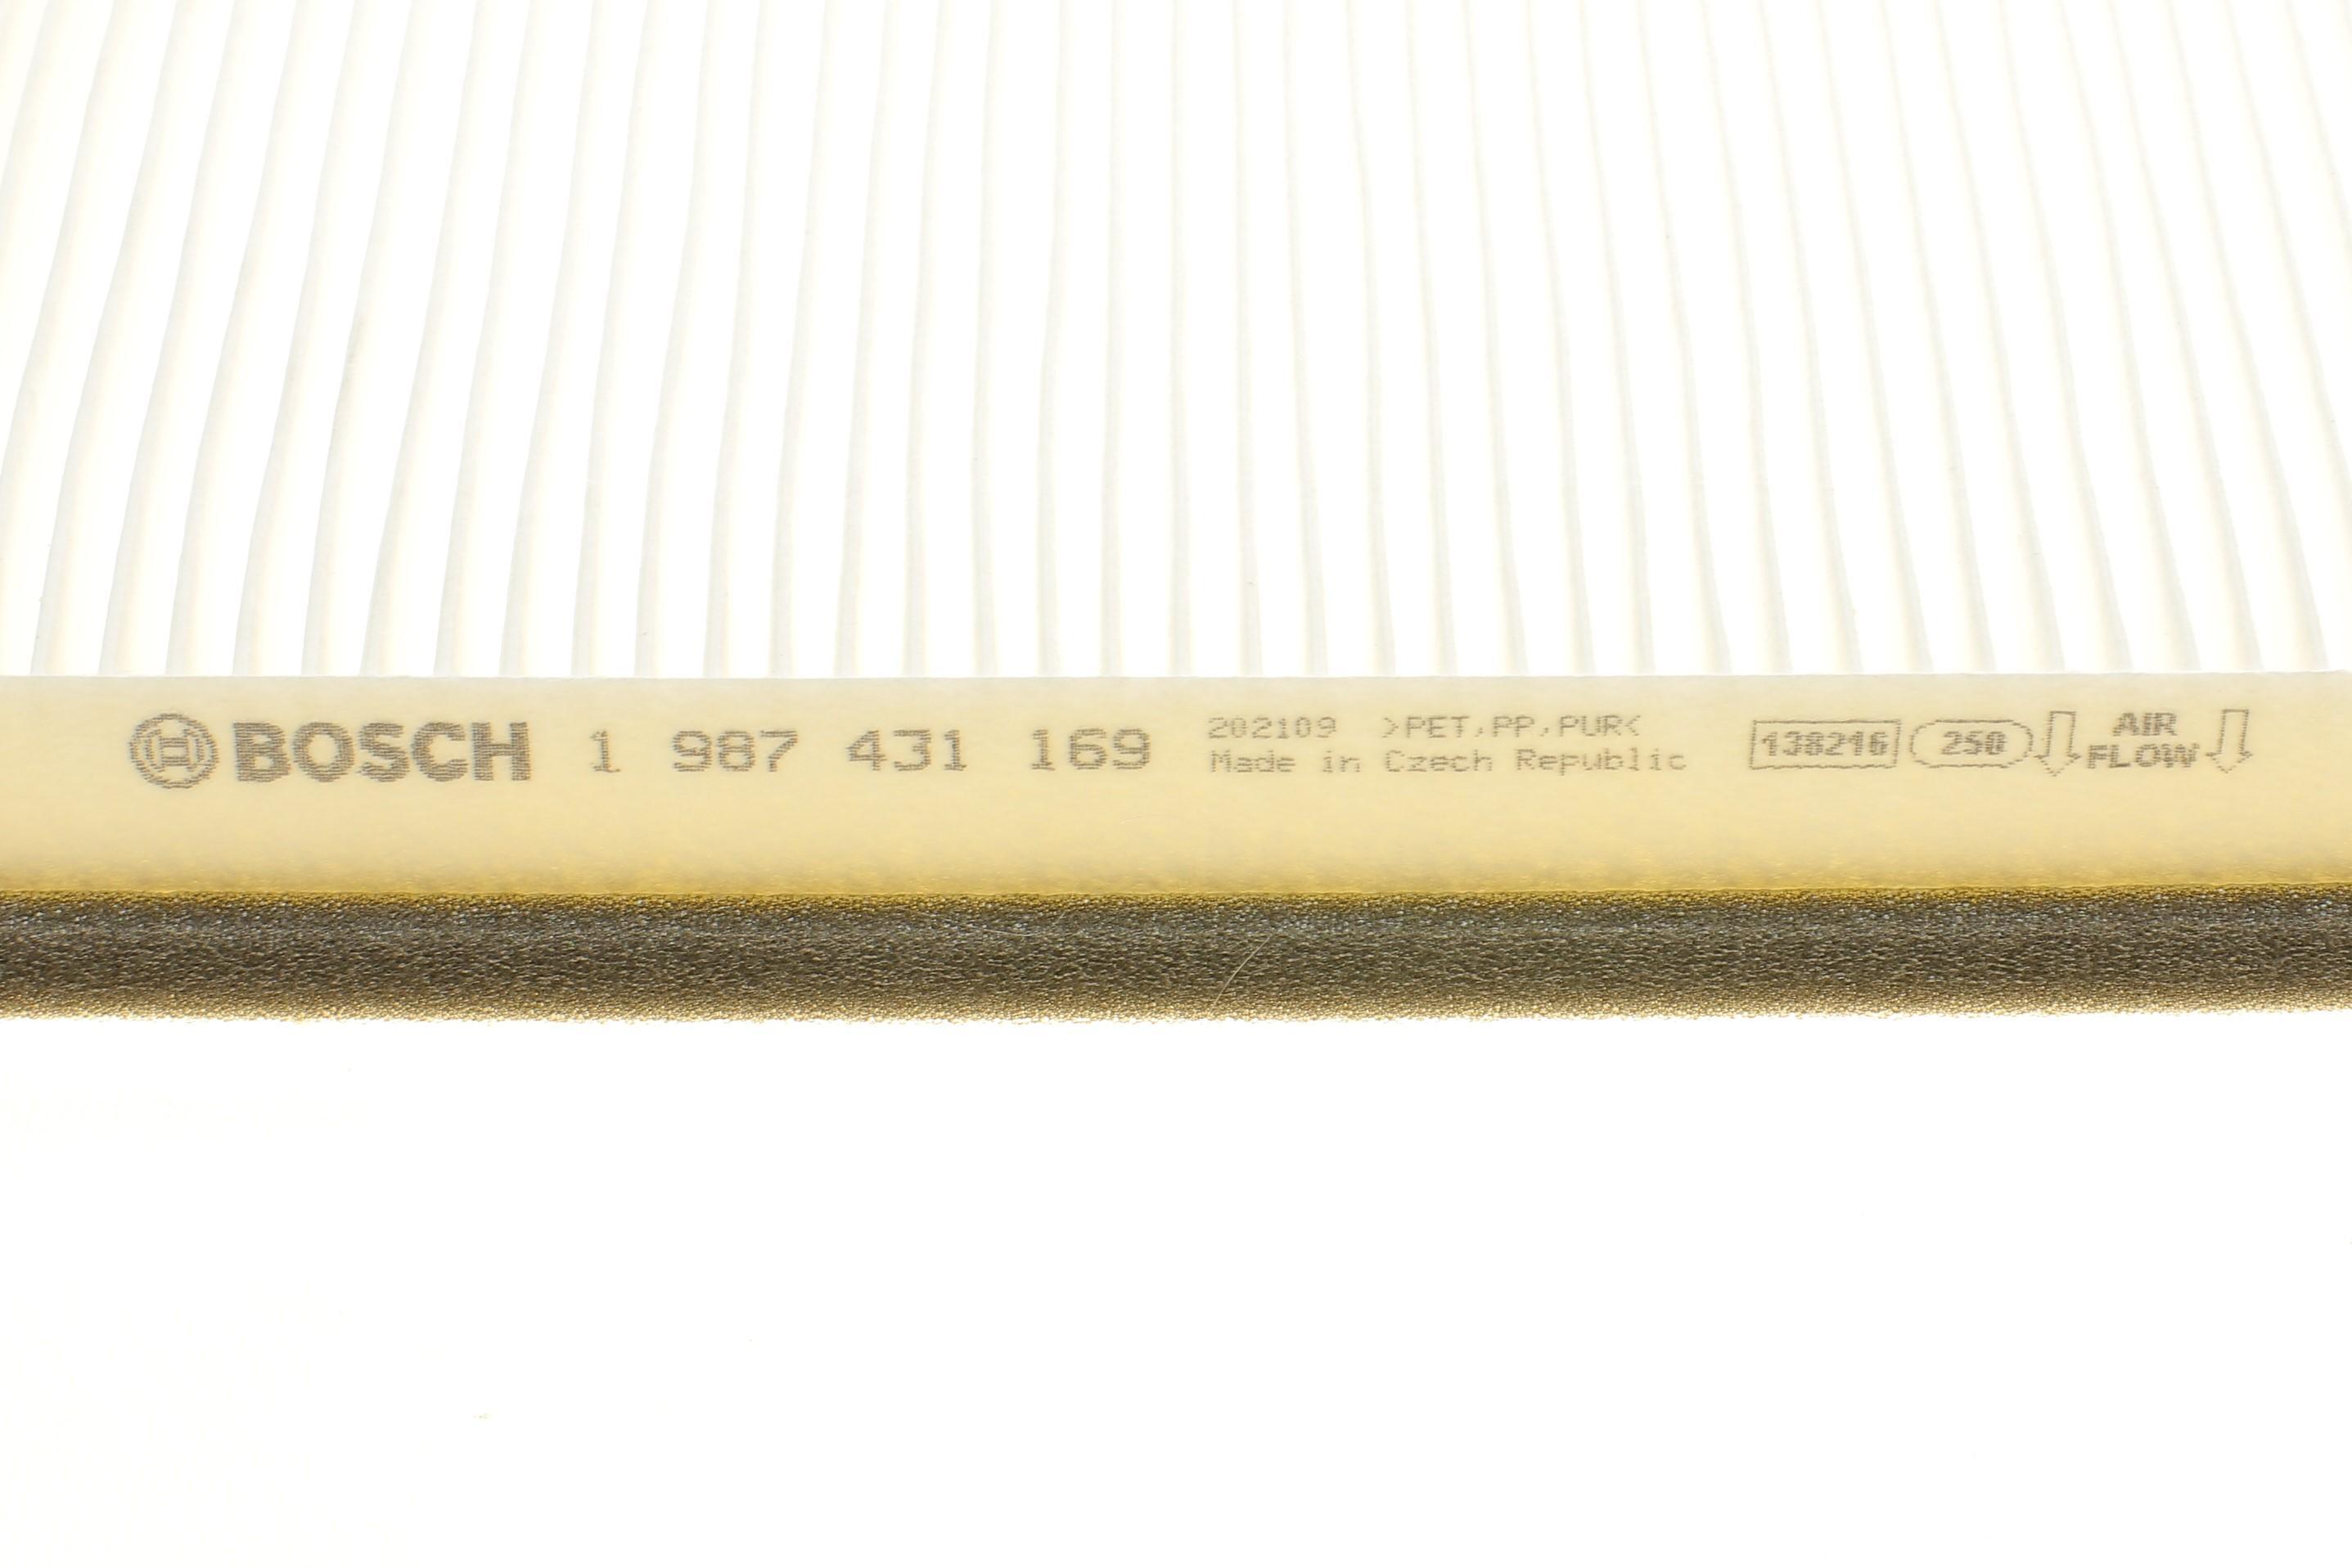 BOSCH 1 987 431 169
202109 >PET,PP,PUR<
Made in Czech Republic
138216
250
AIR
FLOW